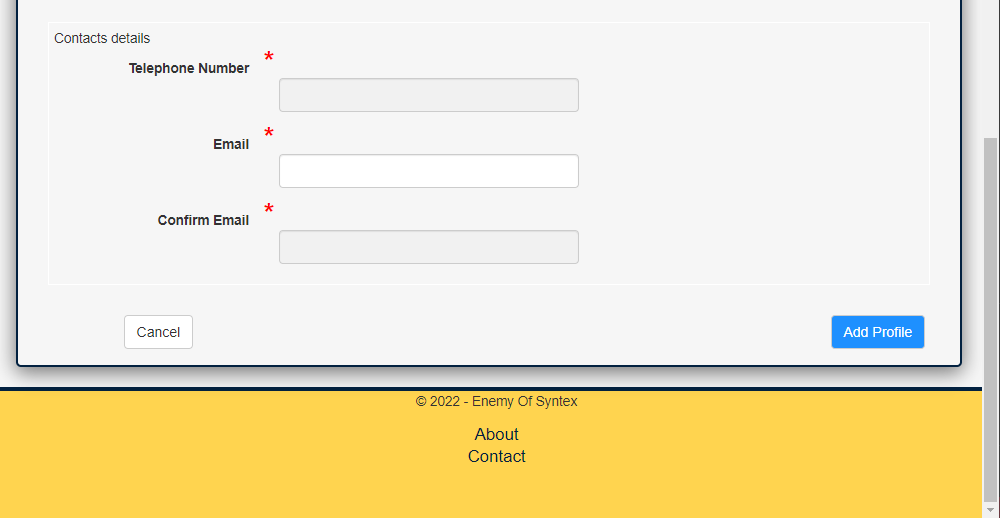 Contacts details
Telephone Number *
Email *
Confirm Email *
Cancel
Add Profile
© 2022 - Enemy Of Syntex
About
Contact